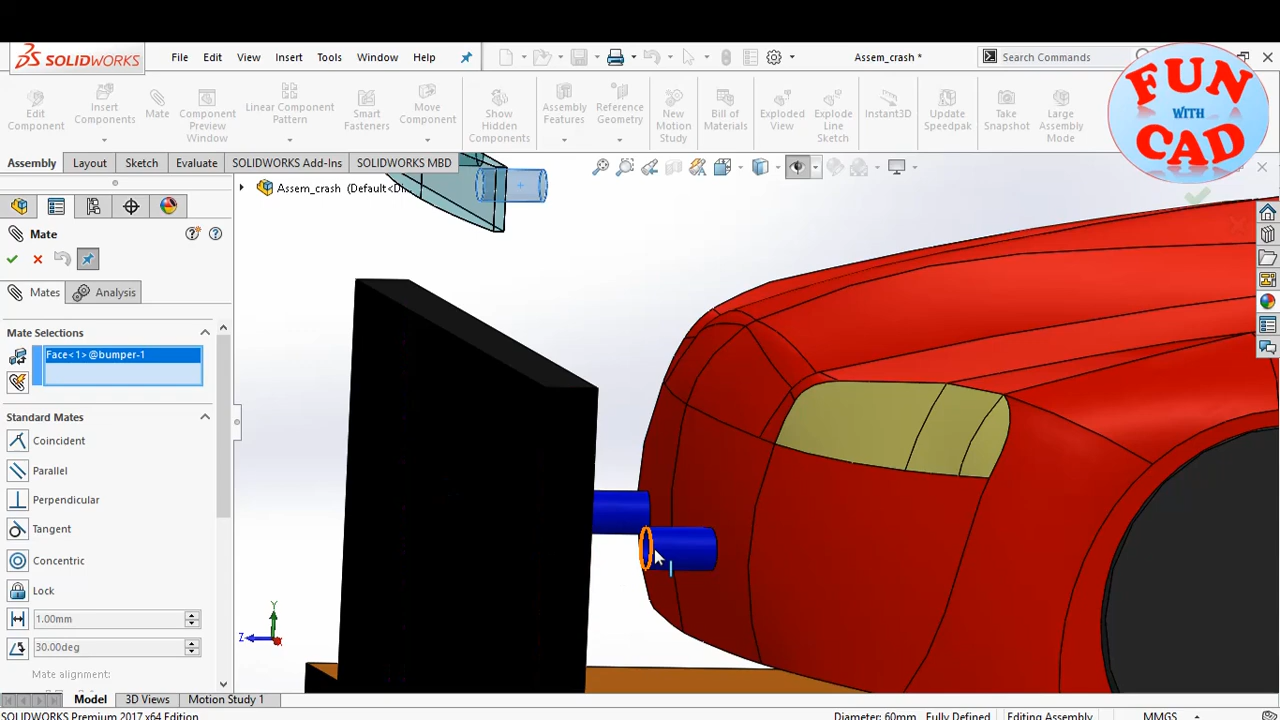 SOLIDWORKS File Edit View Insert Tools Window Help Assem_crash * Search Commands
Edit Component Insert Components Mate Component Preview Window Linear Component Pattern Smart Fasteners Move Component Show Hidden Components Assembly Features Reference Geometry New Motion Study Bill of Materials Exploded View Explode Line Sketch Instant3D Update Speedpak Take Snapshot Large Assembly Mode
FUN
WITH
CAD
Assembly Layout Sketch Evaluate SOLIDWORKS Add-Ins SOLIDWORKS MBD
Assem_crash (Default<Di
Mate
Mates Analysis
Mate Selections
Face<1>@bumper-1
Standard Mates
Coincident
Parallel
Perpendicular
Tangent
Concentric
Lock
1.00mm
30.00deg
Mate alignment:
Y
Z
Model 3D Views Motion Study 1
SOLIDWORKS Premium 2017 x64 Edition Diameter: 60mm Fully Defined Editing Assembly MMGS